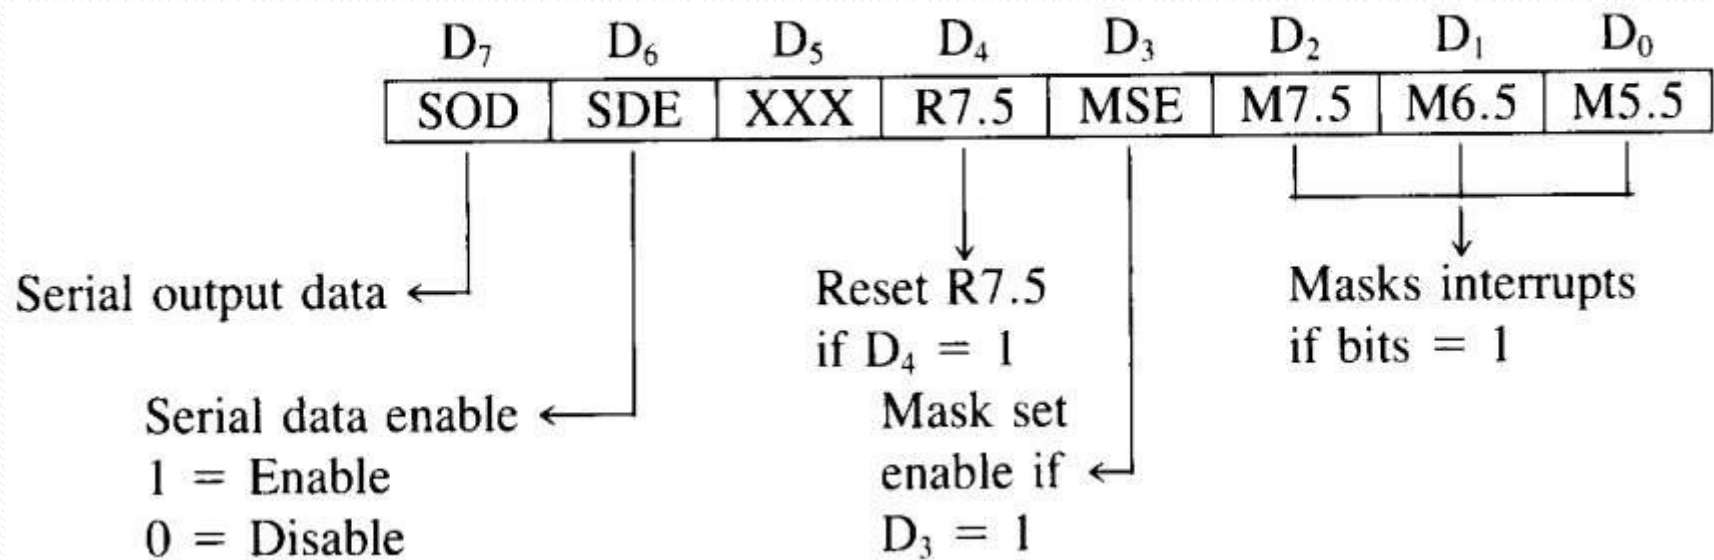 D₇ D₆ D₅ D₄ D₃ D₂ D₁ D₀
SOD SDE XXX R7.5 MSE M7.5 M6.5 M5.5
Serial output data
Serial data enable
1 = Enable
0 = Disable
Reset R7.5
if D₄ = 1
Mask set
enable if
D₃ = 1
Masks interrupts
if bits = 1